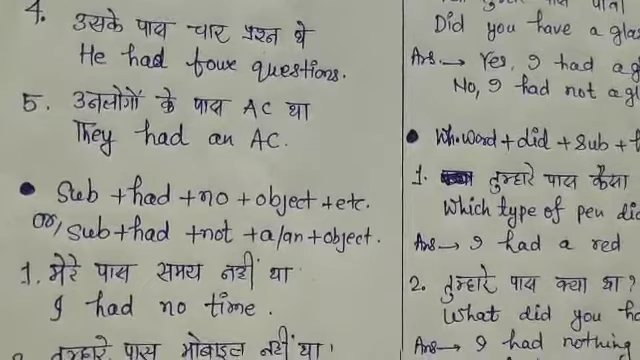 4. उसके पास चार प्रश्न थे
He had four questions.
5. उनलोगों के पास AC था
They had an AC.
• Sub + had + no + object + etc.
or, Sub + had + not + a/an + object.
1. मेरे पास समय नहीं था
I had no time.
तुम्हारे पास मोबाइल नहीं था।
Did you have a
Ans. → Yes, I had a
No, I had not a
• Wh. word + did + sub +
1. तुम्हारे पास कैसा
Which type of pen
Ans → I had a red
2. तुम्हारे पास क्या था?
What did you
Ans → I had nothing